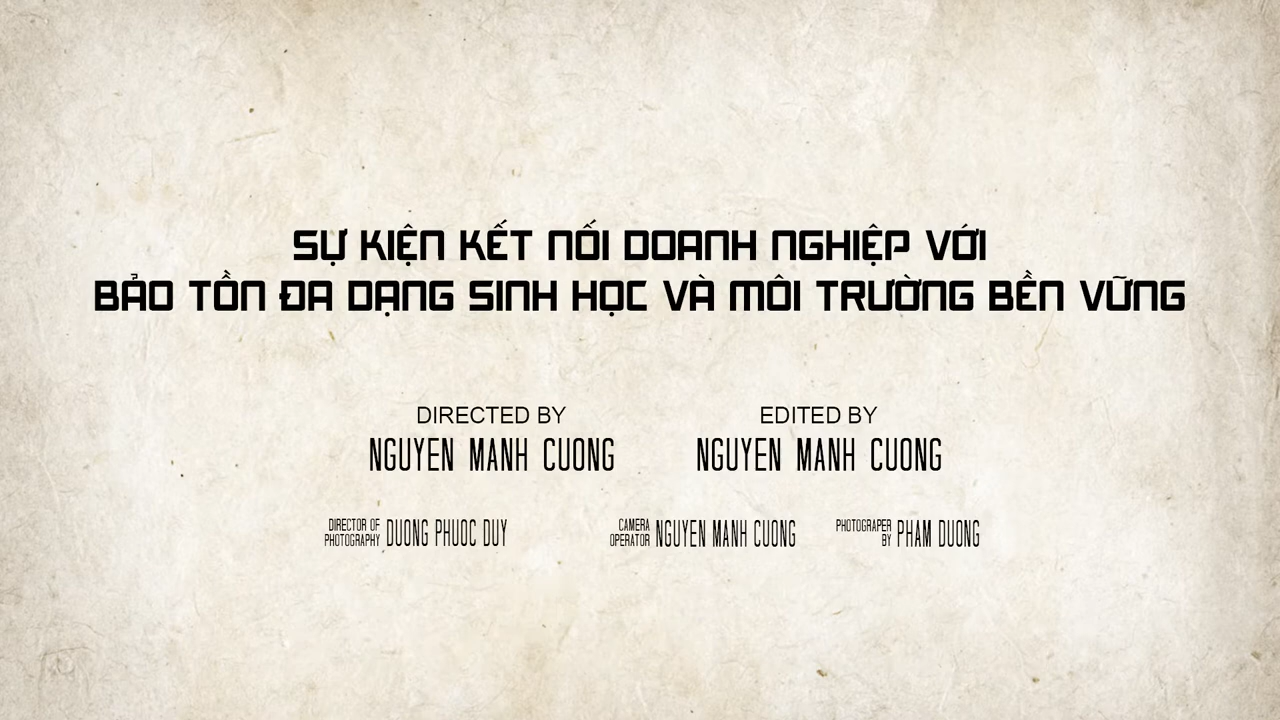 SỰ KIỆN KẾT NỐI DOANH NGHIỆP VỚI
BẢO TỒN ĐA DẠNG SINH HỌC VÀ MÔI TRƯỜNG BỀN VỮNG
DIRECTED BY
NGUYEN MANH CUONG
EDITED BY
NGUYEN MANH CUONG
DIRECTOR OF
PHOTOGRAPHY
DUONG PHUOC DUY
CAMERA
OPERATOR
NGUYEN MANH CUONG
PHOTOGRAPER
BY
PHAM DUONG